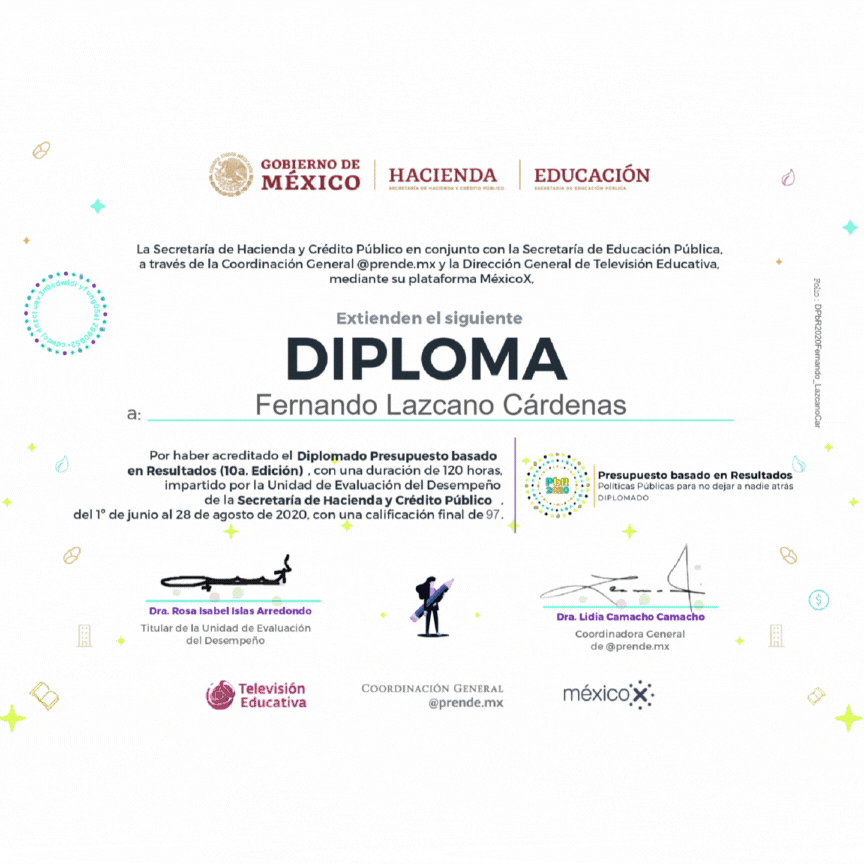 GOBIERNO DE
MÉXICO
HACIENDA
SECRETARÍA DE HACIENDA Y CRÉDITO PÚBLICO
EDUCACIÓN
SECRETARÍA DE EDUCACIÓN PÚBLICA
La Secretaría de Hacienda y Crédito Público en conjunto con la Secretaría de Educación Pública,
a través de la Coordinación General @prende.mx y la Dirección General de Televisión Educativa,
mediante su plataforma MéxicoX,
Extienden el siguiente
DIPLOMA
a: Fernando Lazcano Cárdenas
Folio : DPbR2020Fernando_LazcanoCar
Por haber acreditado el Diplomado Presupuesto basado
en Resultados (10a. Edición) , con una duración de 120 horas,
impartido por la Unidad de Evaluación del Desempeño
de la Secretaría de Hacienda y Crédito Público .
del 1º de junio al 28 de agosto de 2020, con una calificación final de 97.
PbR
2020
Presupuesto basado en Resultados
Políticas Públicas para no dejar a nadie atrás
DIPLOMADO
Dra. Rosa Isabel Islas Arredondo
Titular de la Unidad de Evaluación
del Desempeño
Dra. Lidia Camacho Camacho
Coordinadora General
de @prende.mx
Televisión
Educativa
COORDINACIÓN GENERAL
@prende.mx
méxicoX